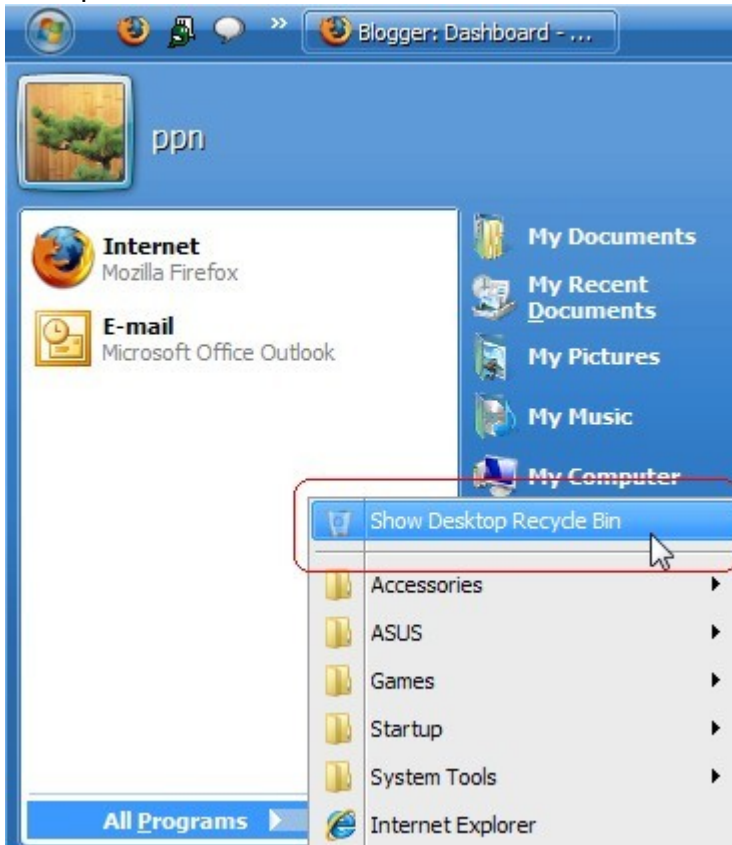 Blogger: Dashboard - ...
ppn
Internet
Mozilla Firefox
E-mail
Microsoft Office Outlook
My Documents
My Recent
Documents
My Pictures
My Music
My Computer
Show Desktop Recycle Bin
Accessories
ASUS
Games
Startup
System Tools
Internet Explorer
All Programs